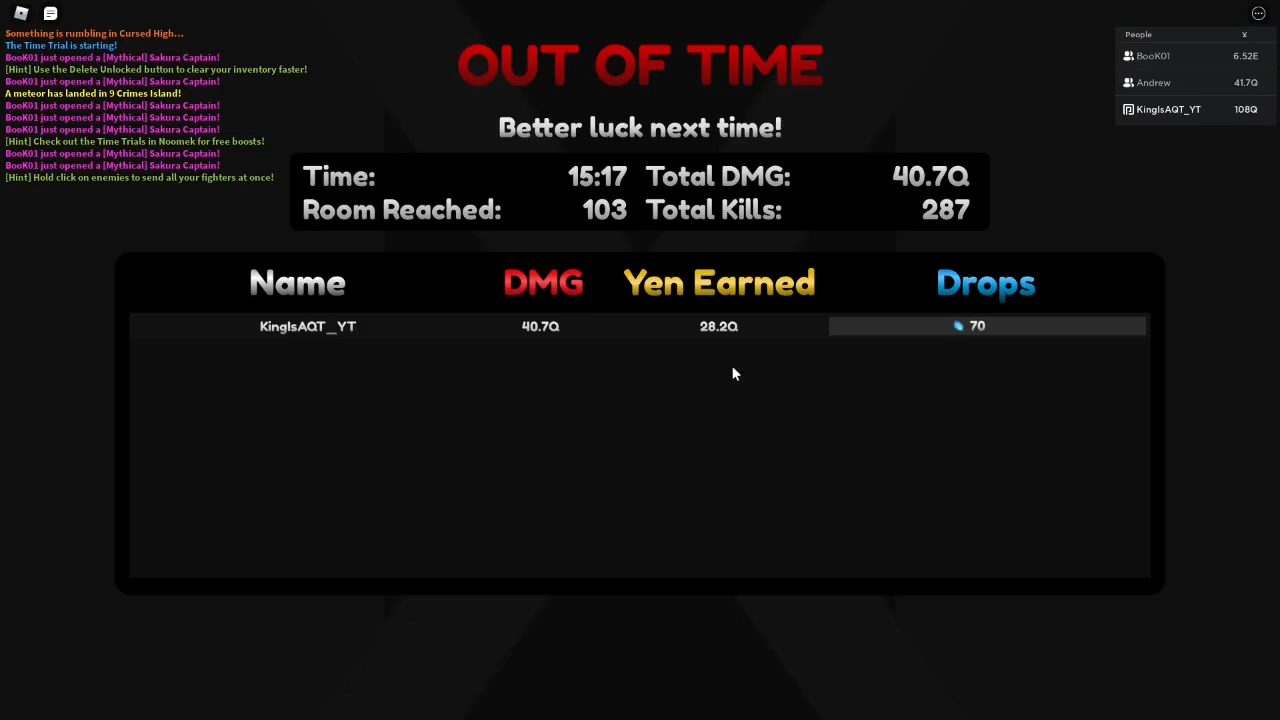 Something is rumbling in Cursed High...
The Time Trial is starting!
BooK01 just opened a [Mythical] Sakura Captain!
[Hint] Use the Delete Unlocked button to clear your inventory faster!
BooK01 just opened a [Mythical] Sakura Captain!
A meteor has landed in 9 Crimes Island!
BooK01 just opened a [Mythical] Sakura Captain!
BooK01 just opened a [Mythical] Sakura Captain!
BooK01 just opened a [Mythical] Sakura Captain!
[Hint] Check out the Time Trials in Noomek for free boosts!
BooK01 just opened a [Mythical] Sakura Captain!
BooK01 just opened a [Mythical] Sakura Captain!
[Hint] Hold click on enemies to send all your fighters at once!
People ¥
BooK01 6.52E
Andrew 41.7Q
KingIsAQT_YT 108Q
OUT OF TIME
Better luck next time!
Time: 15:17 Total DMG: 40.7Q
Room Reached: 103 Total Kills: 287
Name DMG Yen Earned Drops
KingIsAQT_YT 40.7Q 28.2Q 70